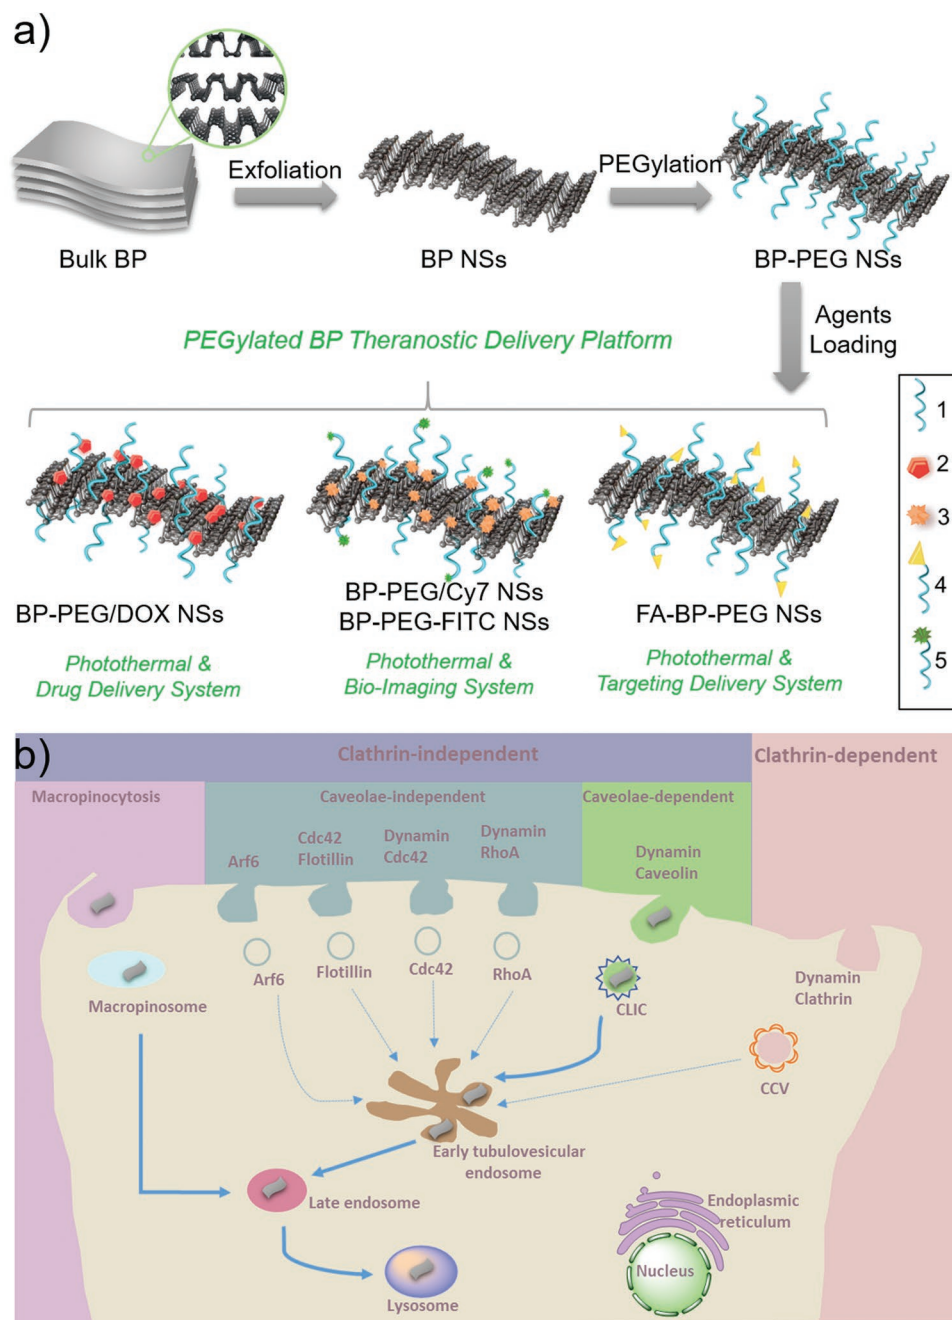 a)
Exfoliation
PEGylation
Bulk BP
BP NSs
BP-PEG NSs
Agents
Loading
PEGylated BP Theranostic Delivery Platform
1
2
3
4
5
BP-PEG/DOX NSs
BP-PEG/Cy7 NSs
BP-PEG-FITC NSs
FA-BP-PEG NSs
Photothermal &
Drug Delivery System
Photothermal &
Bio-Imaging System
Photothermal &
Targeting Delivery System
b)
Clathrin-independent
Clathrin-dependent
Macropinocytosis
Caveolae-independent
Caveolae-dependent
Arf6
Cdc42
Flotillin
Dynamin
Cdc42
Dynamin
RhoA
Dynamin
Caveolin
Arf6
Flotillin
Cdc42
RhoA
Dynamin
Clathrin
Macropinosome
CLIC
CCV
Early tubulovesicular
endosome
Late endosome
Endoplasmic
reticulum
Nucleus
Lysosome